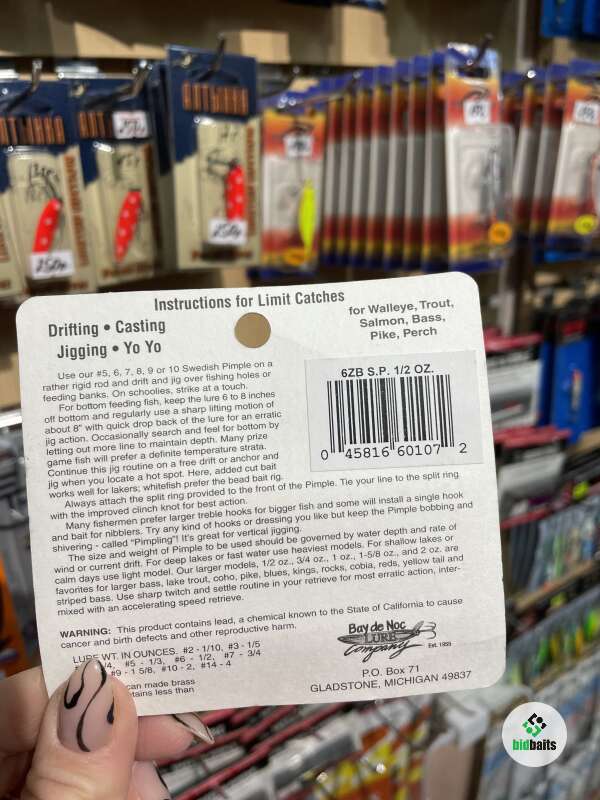 Instructions for Limit Catches
Drifting • Casting
Jigging • Yo Yo
for Walleye, Trout,
Salmon, Bass,
Pike, Perch
Use our #5, 6, 7, 8, 9 or 10 Swedish Pimple on a
rather rigid rod and drift and jig over fishing holes or
feeding banks. On schoolies, strike at a touch.
For bottom feeding fish, keep the lure 6 to 8 inches
off bottom and regularly use a sharp lifting motion of
about 8" with quick drop back of the lure for an erratic
jig action. Occasionally search and feel for bottom by
letting out more line to maintain depth. Many prize
game fish will prefer a definite temperature strata.
Continue this jig routine on a free drift or anchor and
jig when you locate a hot spot. Here, added cut bait
works well for lakers; whitefish prefer the bead bait rig.
6ZB S.P. 1/2 OZ.
0 45816 60107 2
Always attach the split ring provided to the front of the Pimple. Tie your line to the split ring
with the improved clinch knot for best action.
Many fishermen prefer larger treble hooks for bigger fish and some will install a single hook
and bait for nibblers. Try any kind of hooks or dressing you like but keep the Pimple bobbing and
shivering - called "Pimpling"! It's great for vertical jigging.
The size and weight of Pimple to be used should be governed by water depth and rate of
wind or current drift. For deep lakes or fast water use heaviest models. For shallow lakes or
calm days use light model. Our larger models, 1/2 oz., 3/4 oz., 1 oz., 1-5/8 oz., and 2 oz. are
favorites for larger bass, lake trout, coho, pike, blues, kings, rocks, cobia, reds, yellow tail and
striped bass. Use sharp twitch and settle routine in your retrieve for most erratic action, inter-
mixed with an accelerating speed retrieve.
WARNING: This product contains lead, a chemical known to the State of California to cause
cancer and birth defects and other reproductive harm.
LURE WT. IN OUNCES. #2 - 1/10, #3 - 1/5
1/4, #5 - 1/3, #6 - 1/2, #7 - 3/4
#9 - 1 5/8, #10 - 2, #14 - 4
can made brass
tains less than
Bay de Noc
LURE
Company
Est. 1959
P.O. Box 71
GLADSTONE, MICHIGAN 49837
250р
250р
bidbaits